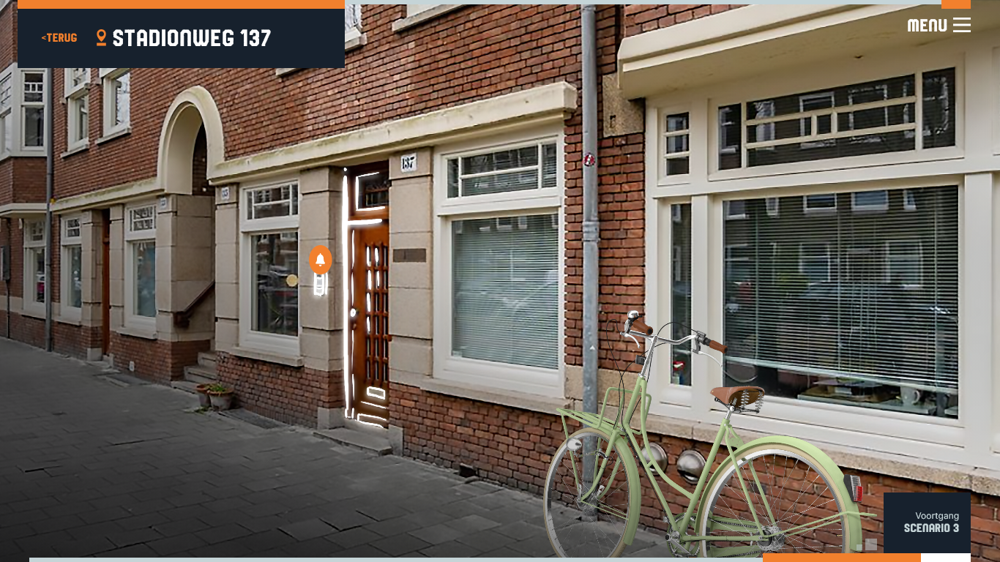 <TERUG
STADIONWEG 137
MENU
137
Voortgang
SCENARIO 3